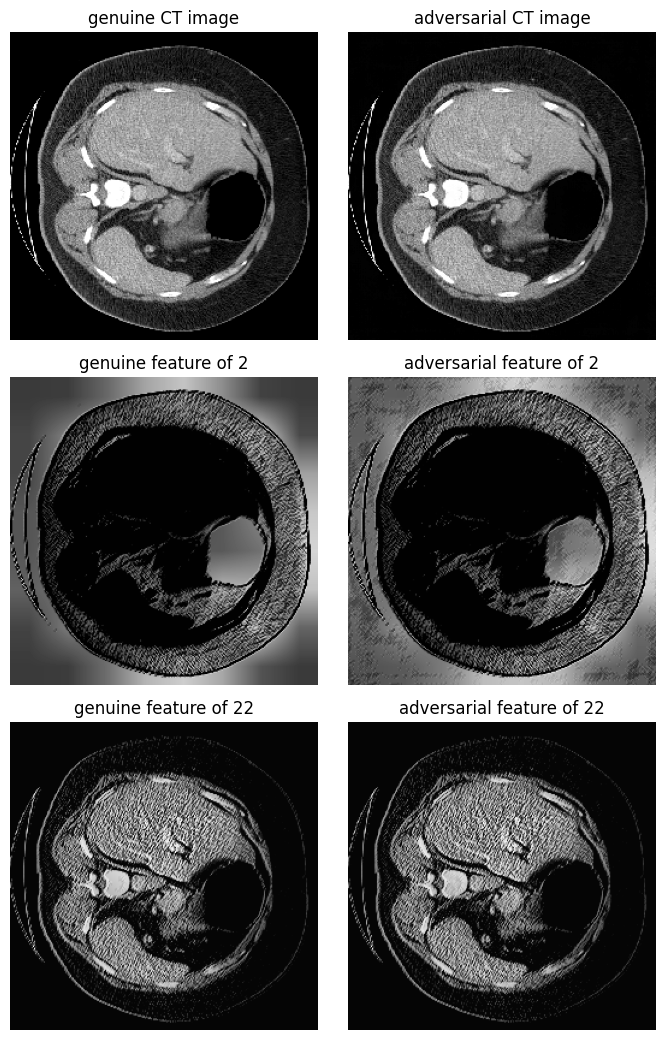 genuine CT image
adversarial CT image
genuine feature of 2
adversarial feature of 2
genuine feature of 22
adversarial feature of 22